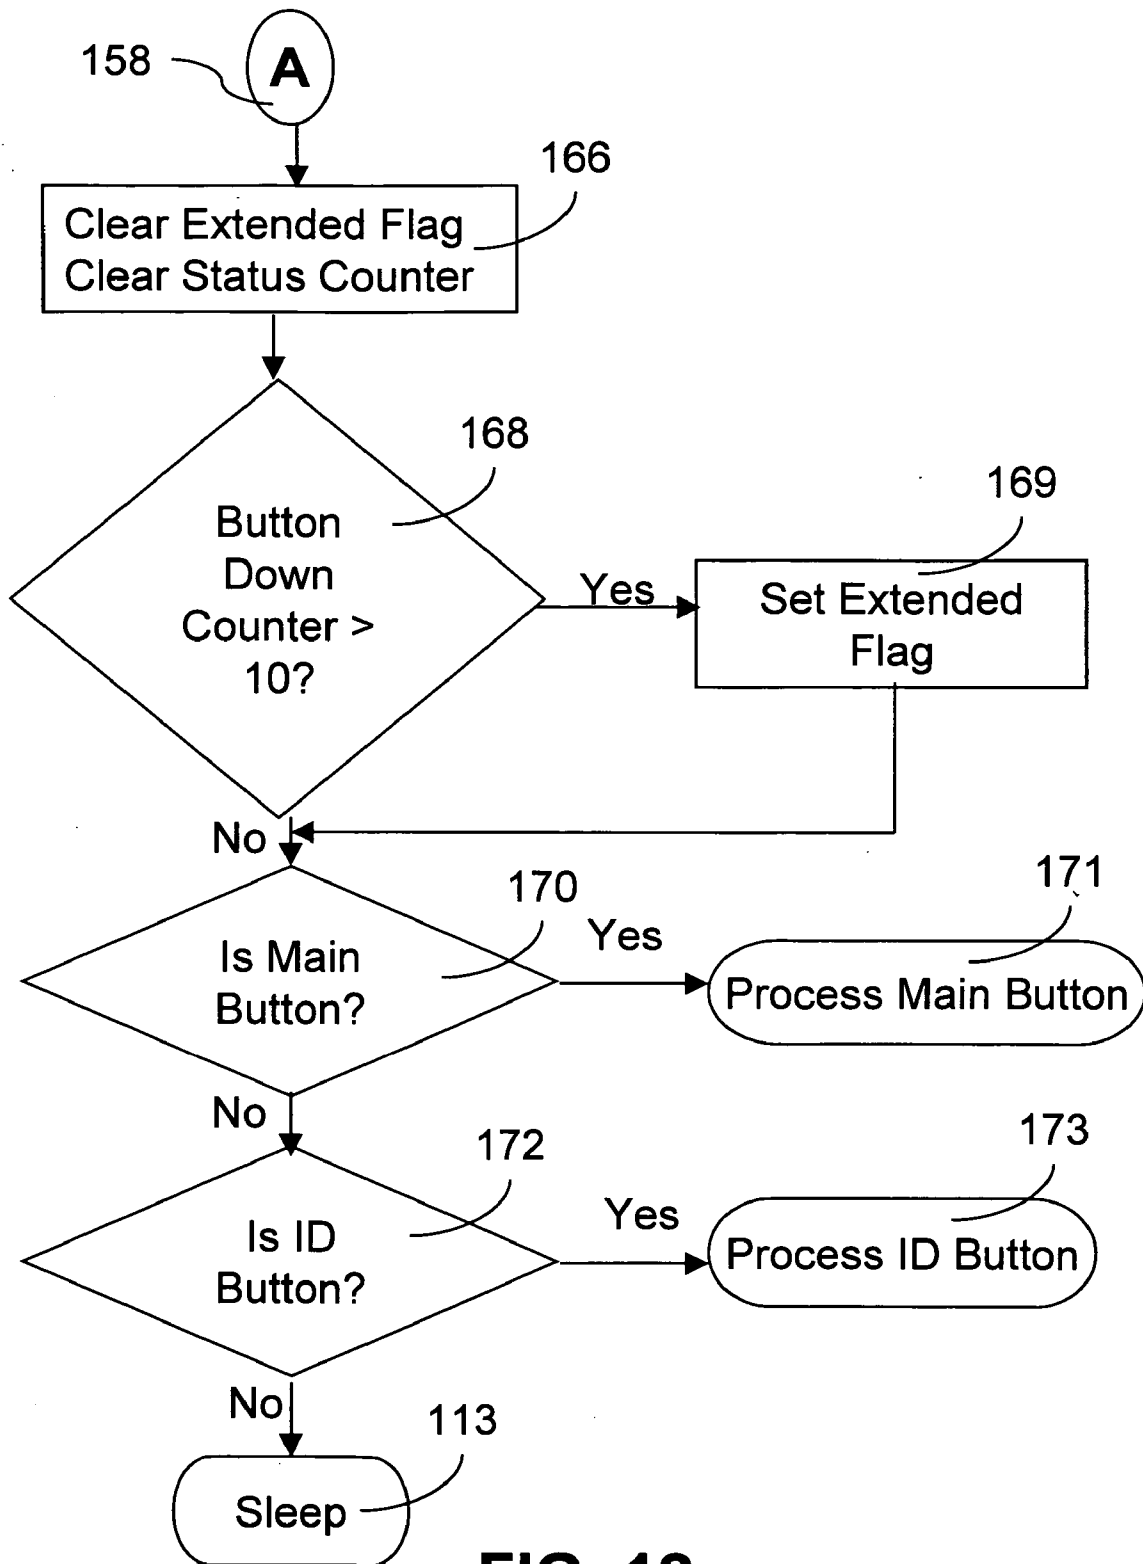 A
158
166
Clear Extended Flag
Clear Status Counter
168
Button
Down
Counter >
10?
Yes
169
Set Extended
Flag
No
170
Is Main
Button?
Yes
171
Process Main Button
No
172
Is ID
Button?
Yes
173
Process ID Button
No
113
Sleep
FIG.